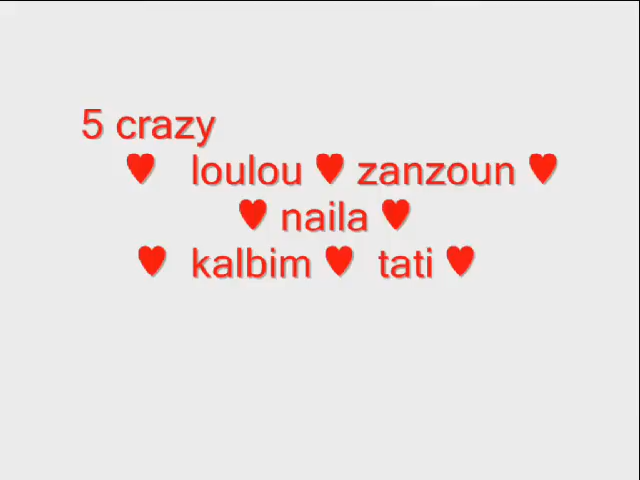 5 crazy
♥ loulou ♥ zanzoun ♥
♥ naila ♥
♥ kalbim ♥ tati ♥